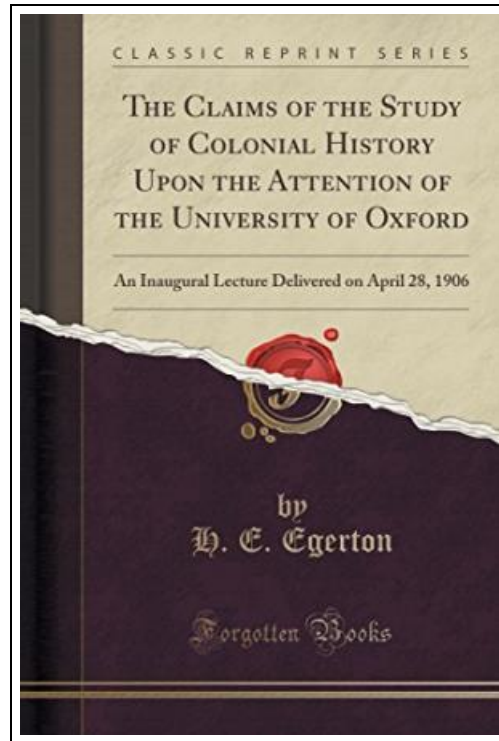 CLASSIC REPRINT SERIES
THE CLAIMS OF THE STUDY
OF COLONIAL HISTORY
UPON THE ATTENTION OF
THE UNIVERSITY OF OXFORD
An Inaugural Lecture Delivered on April 28, 1906
by
H. E. Egerton
Forgotten Books